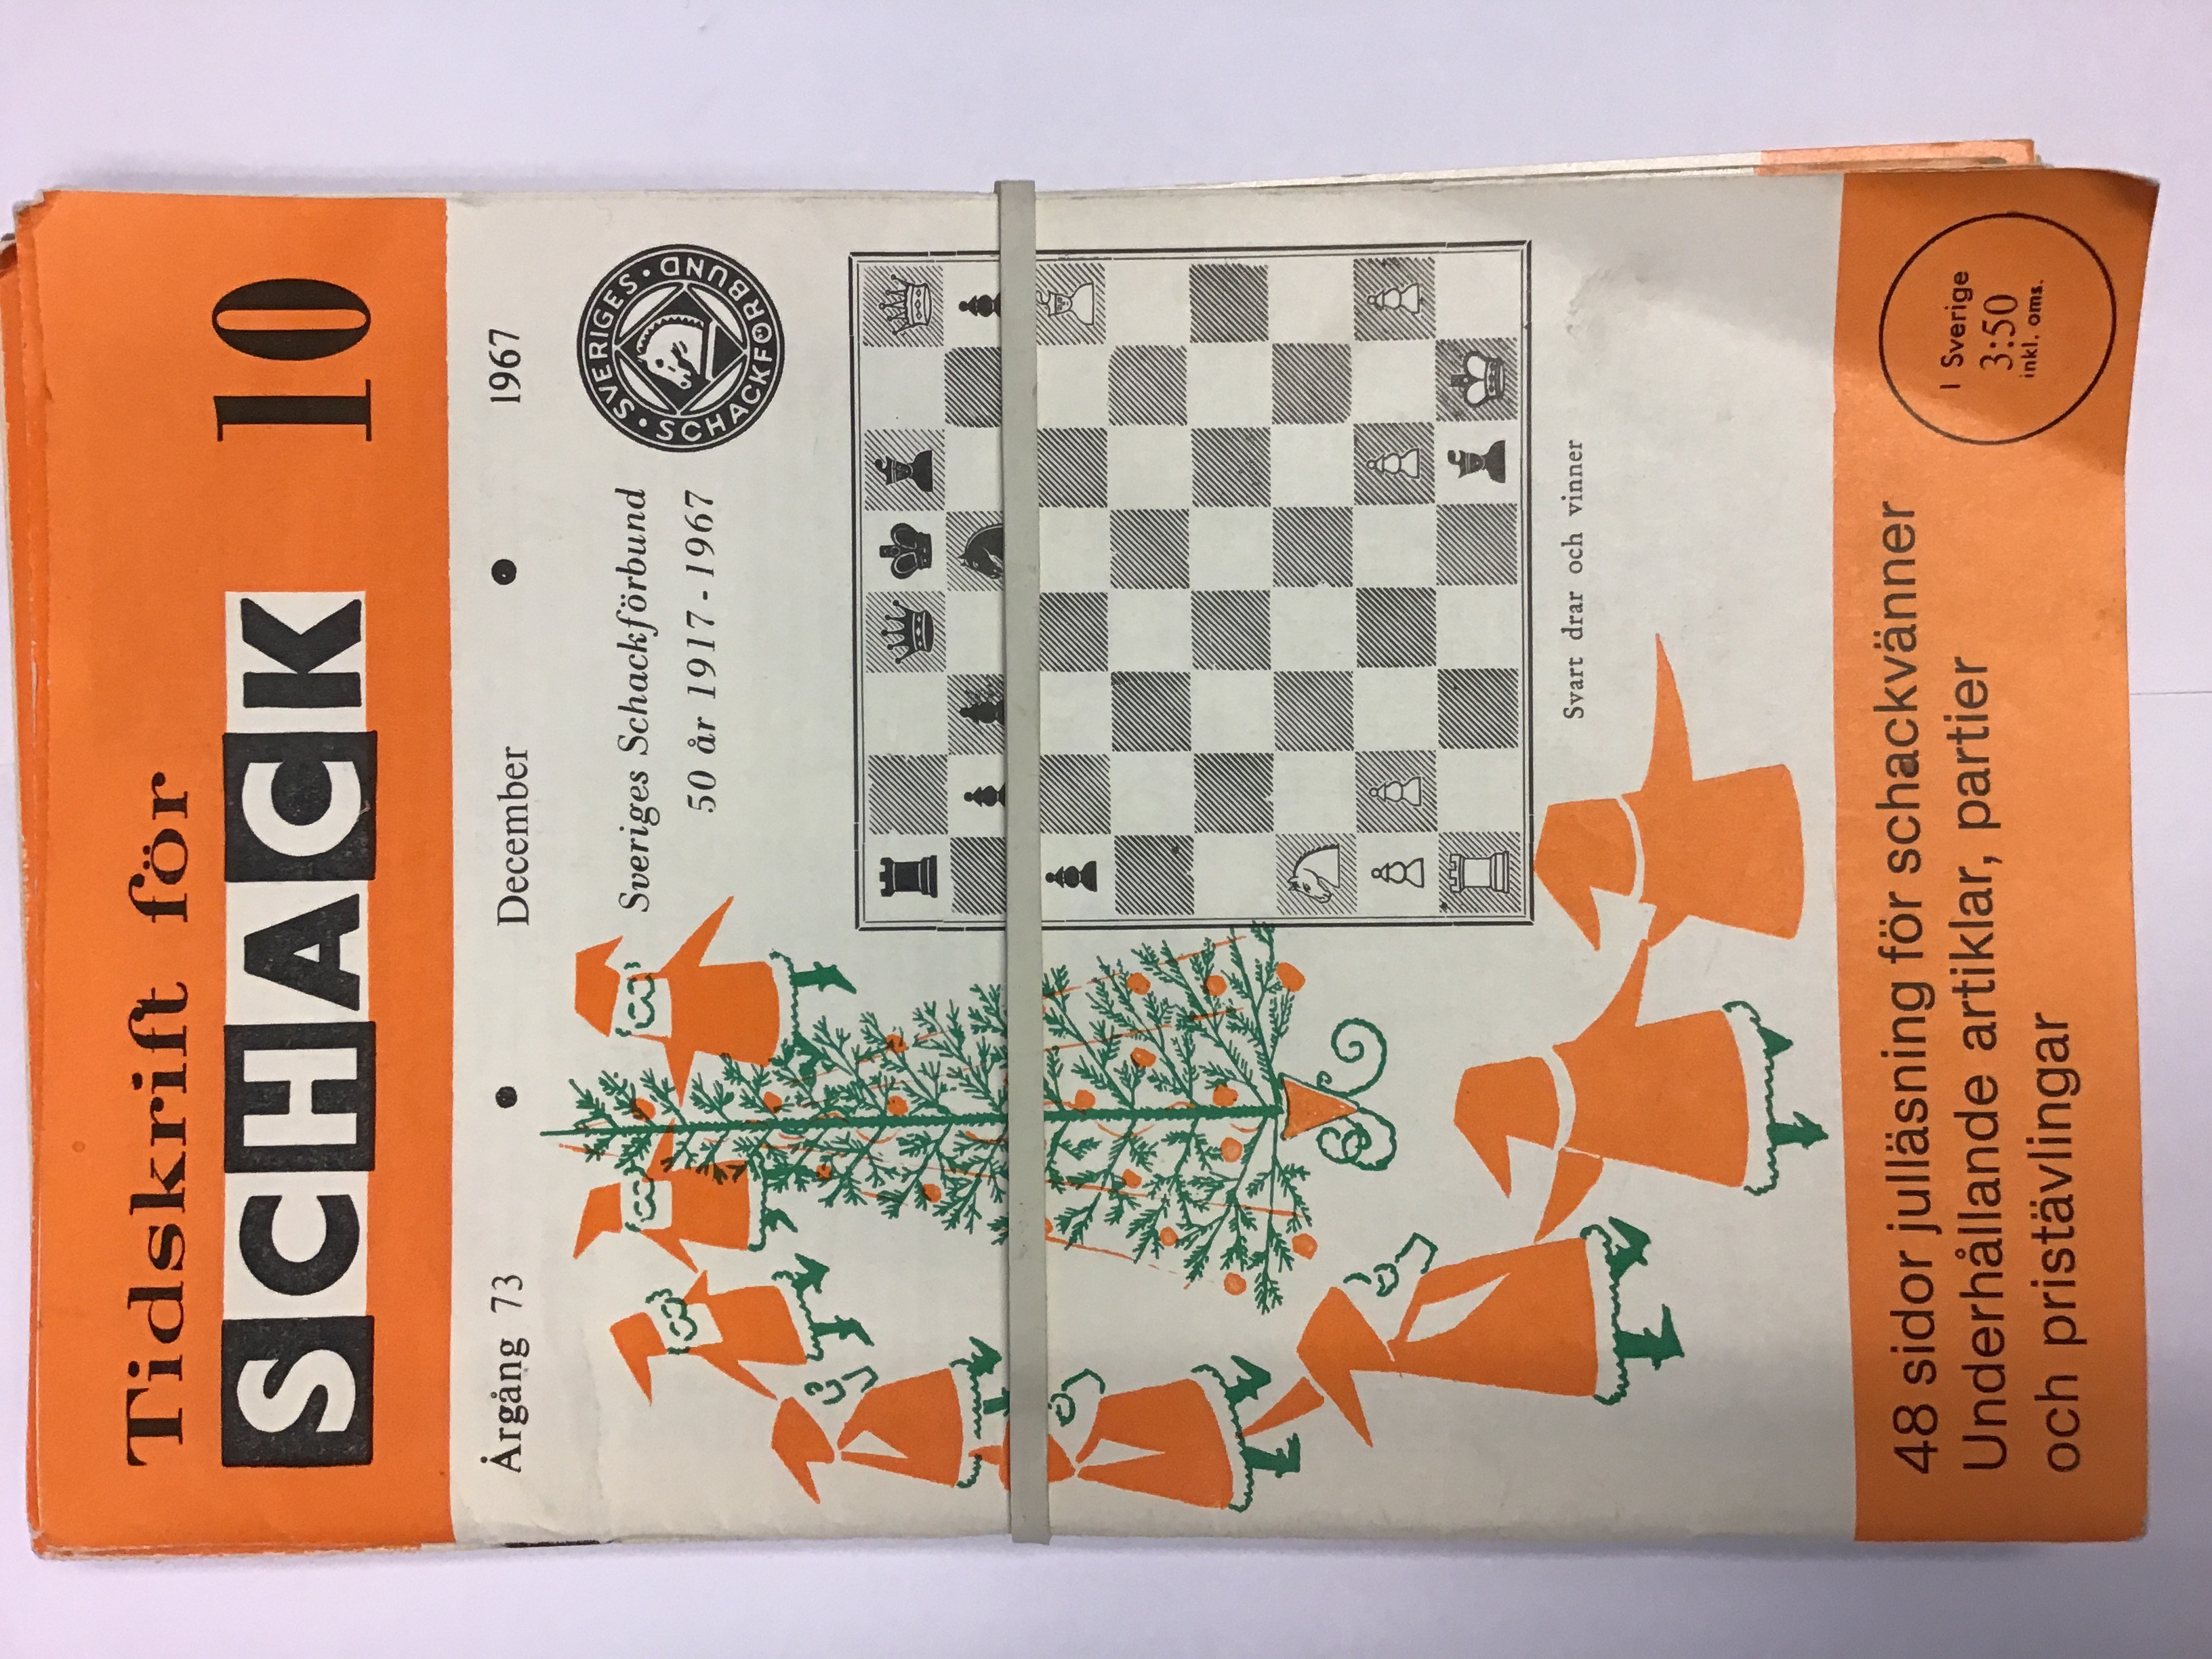 Tidskrift för
SCHACK 10
Årgång 73 • December • 1967
Sveriges Schackförbund
50 år 1917-1967
SVERIGES • SCHACKFÖRBUND •
Svart drar och vinner
48 sidor julläsning för schackvänner
Underhållande artiklar, partier
och pristävlingar
I Sverige
3:50
inkl. oms.